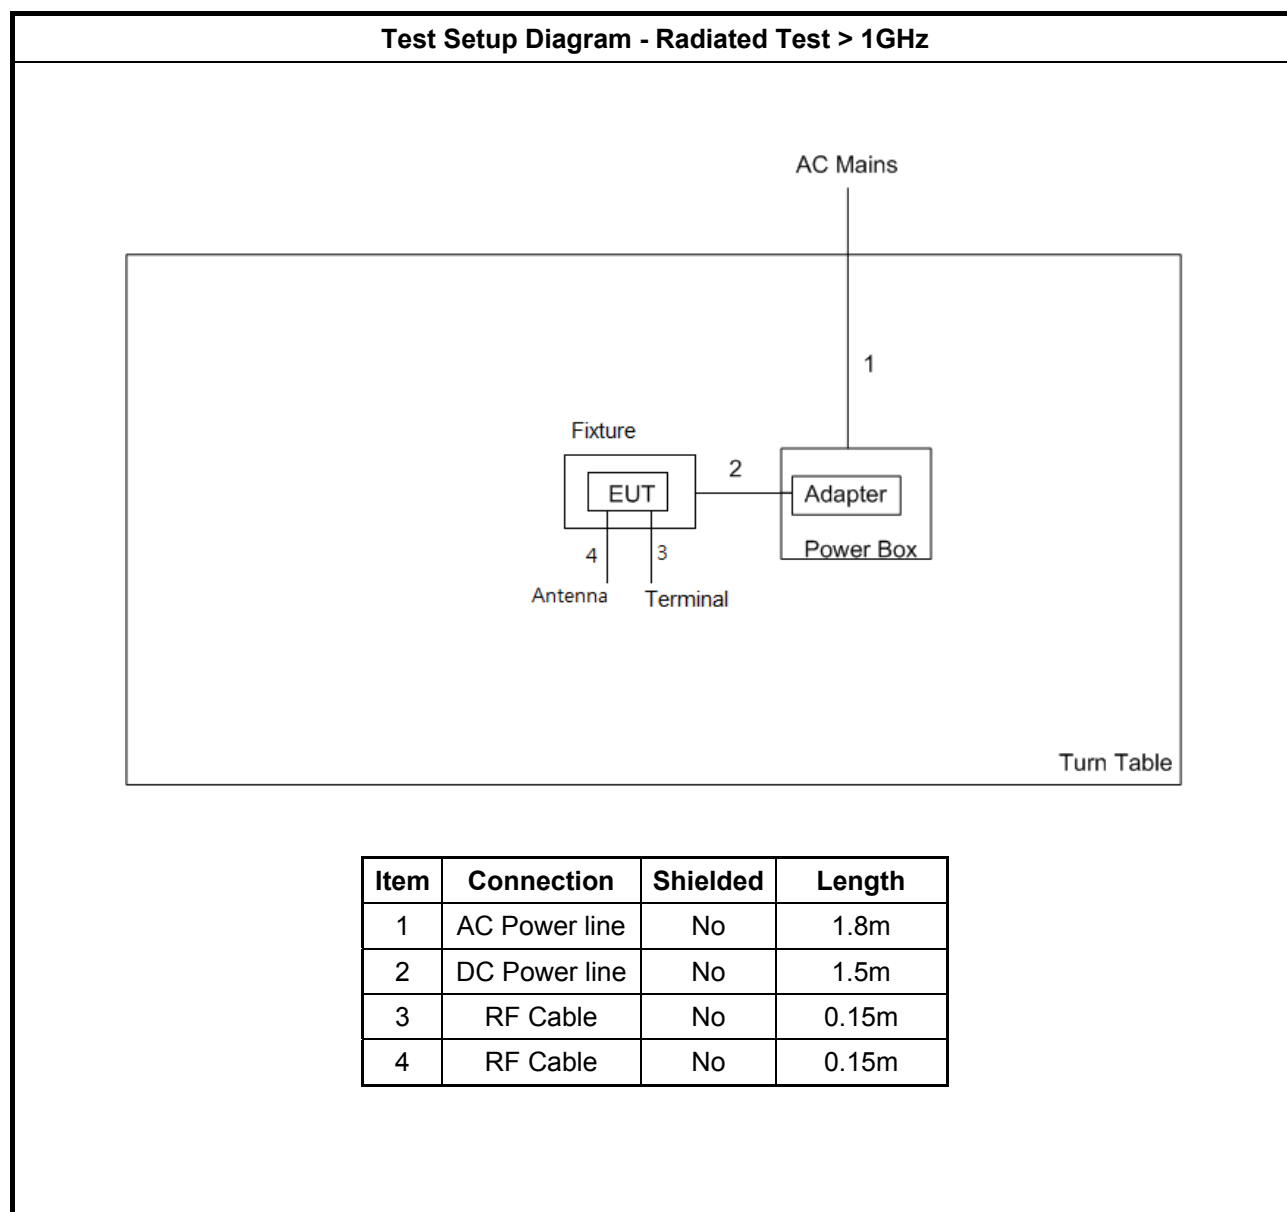 Test Setup Diagram - Radiated Test > 1GHz
AC Mains
1
Fixture
2
EUT
Adapter
Power Box
4
3
Antenna
Terminal
Turn Table
Item Connection Shielded Length
1 AC Power line No 1.8m
2 DC Power line No 1.5m
3 RF Cable No 0.15m
4 RF Cable No 0.15m